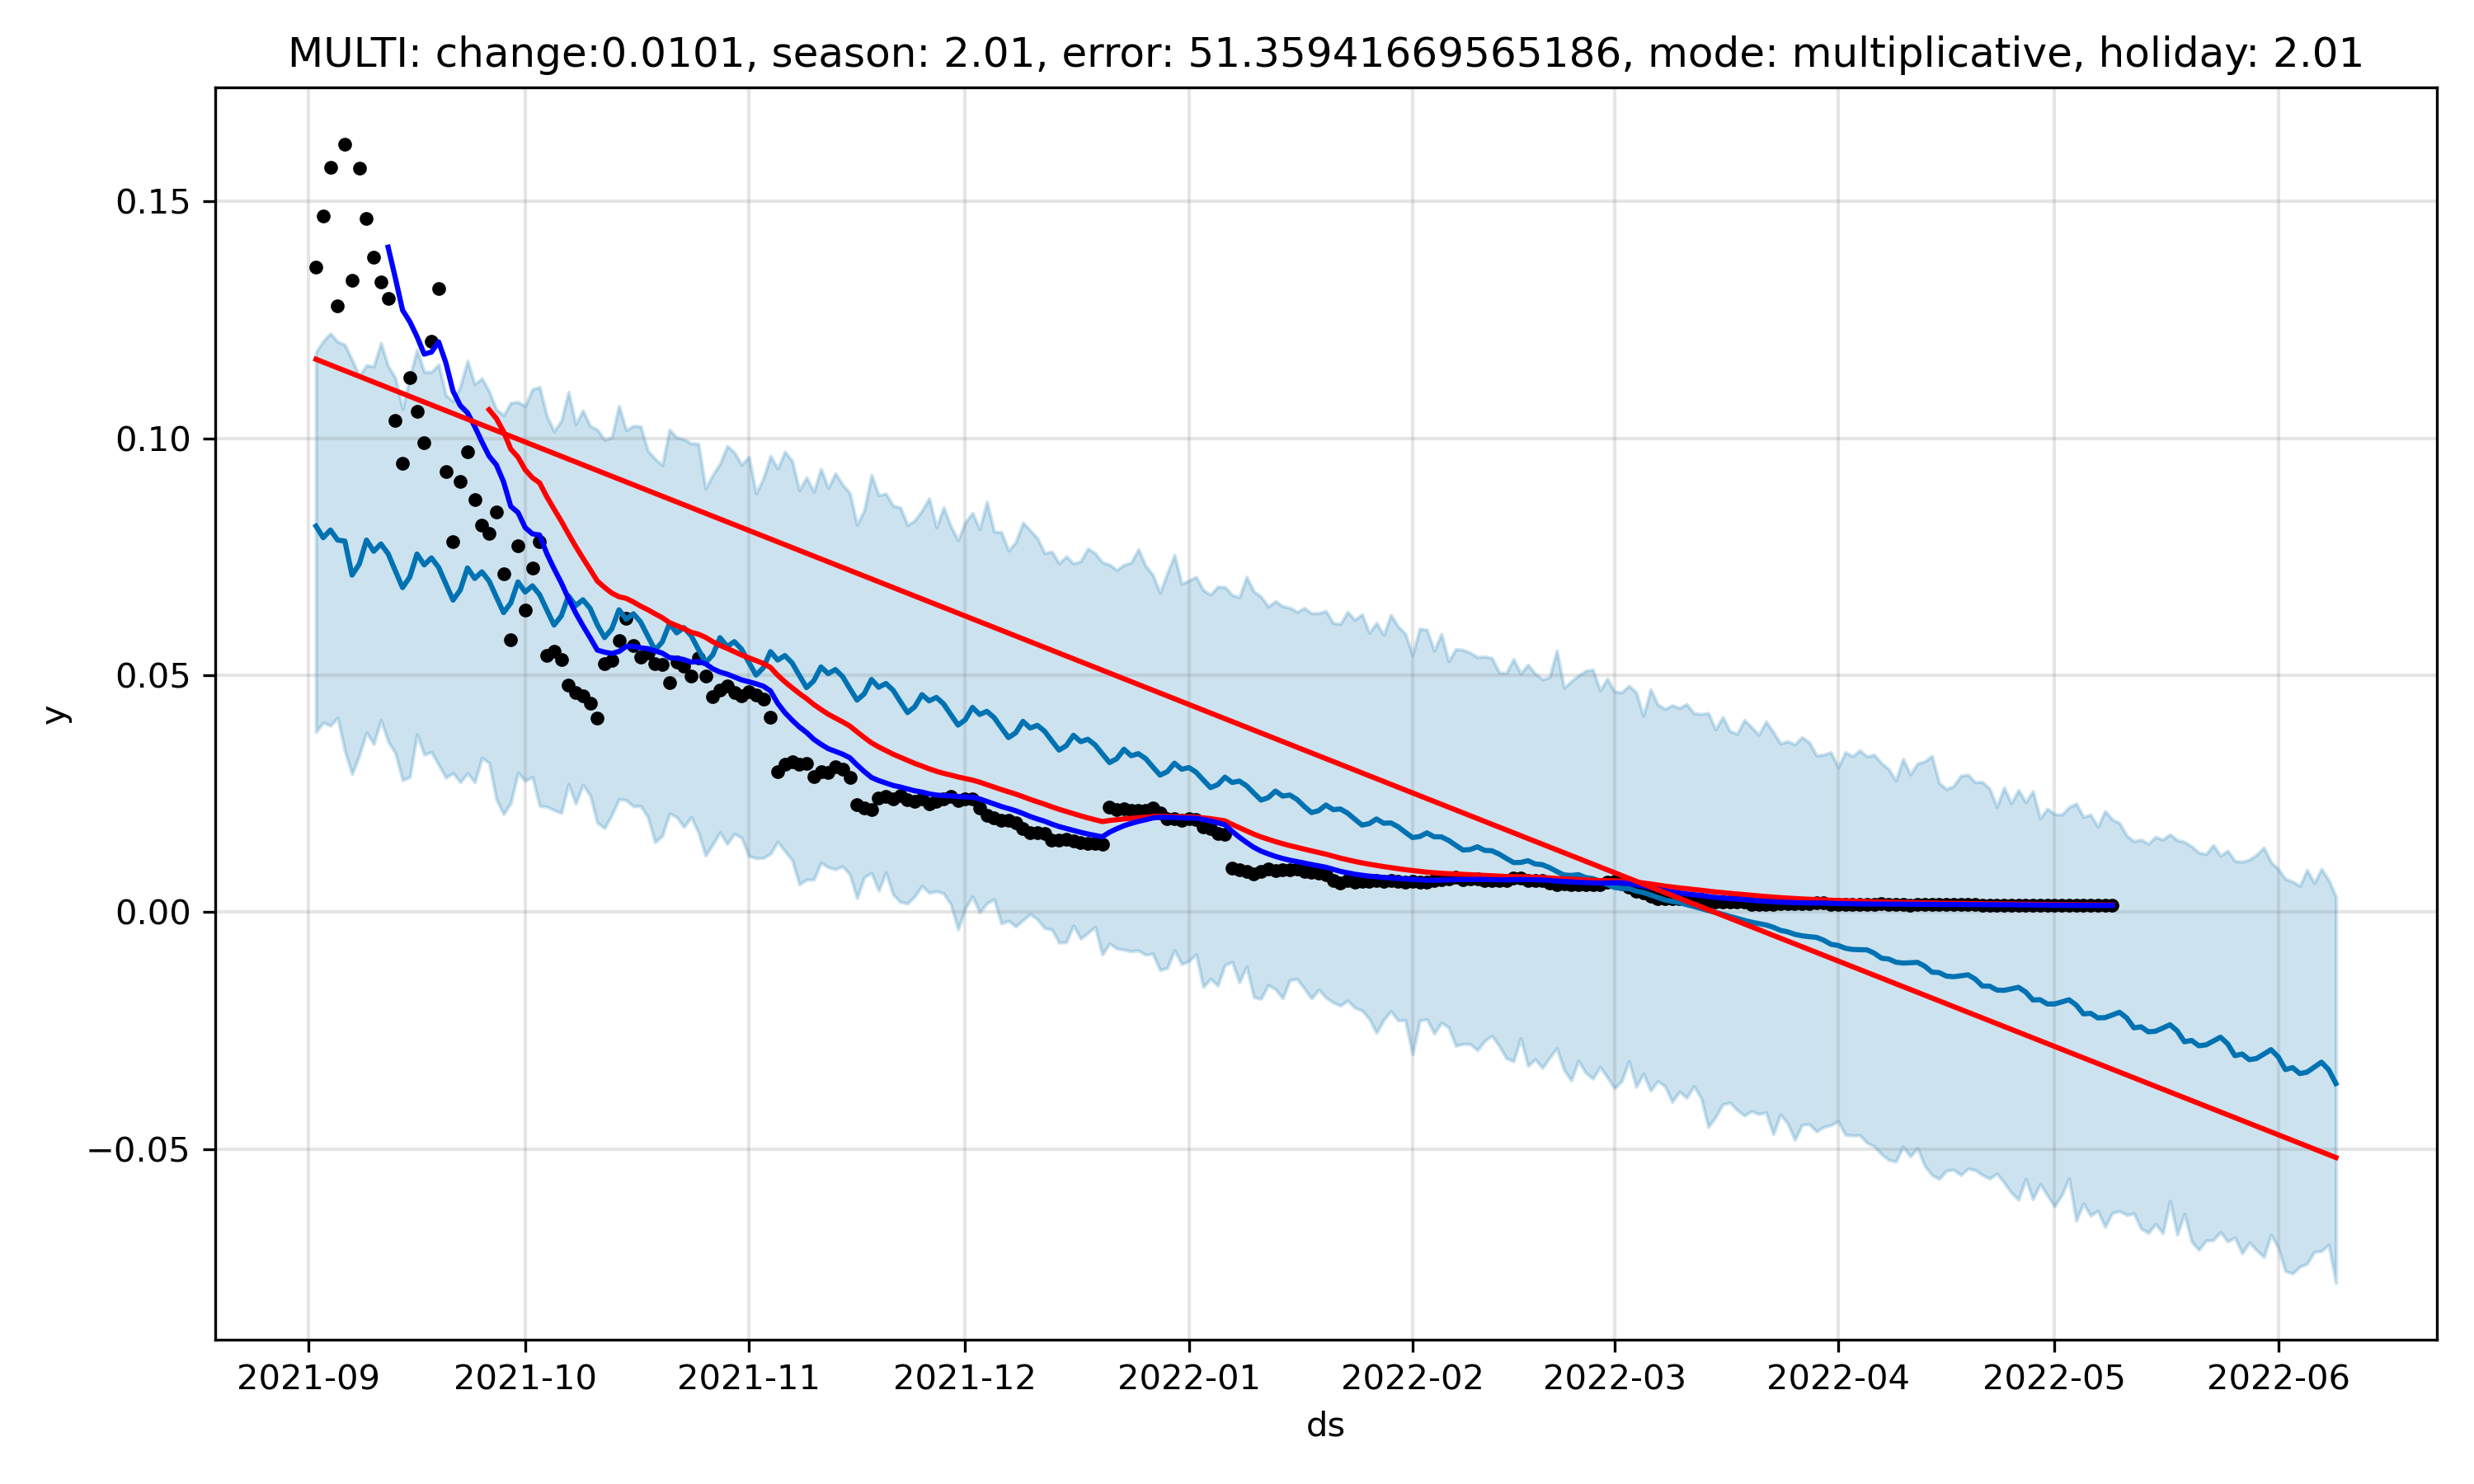 MULTI: change:0.0101, season: 2.01, error: 51.35941669565186, mode: multiplicative, holiday: 2.01
0.15
0.10
0.05
0.00
−0.05
y
2021-09 2021-10 2021-11 2021-12 2022-01 2022-02 2022-03 2022-04 2022-05 2022-06
ds